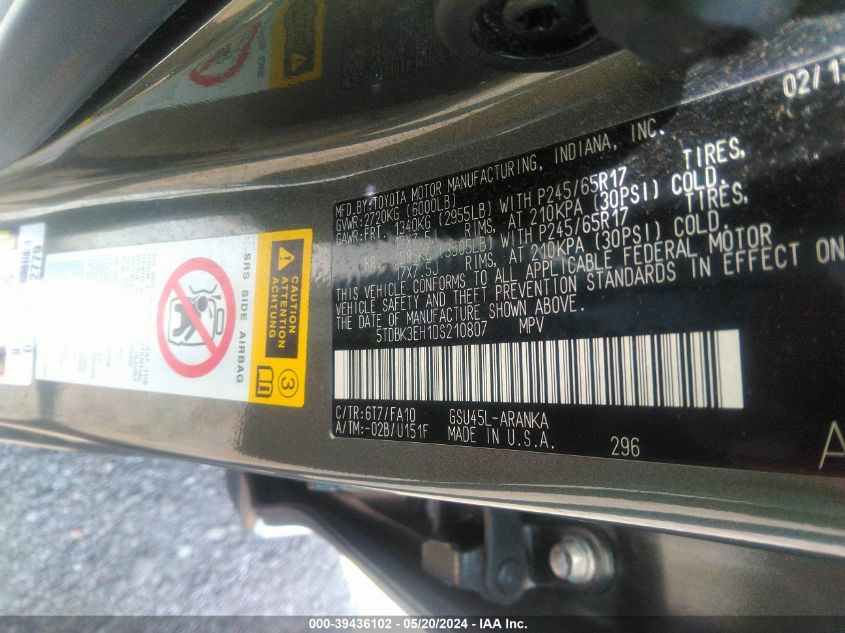 02/13
MFD.BY:TOYOTA MOTOR MANUFACTURING, INDIANA, INC.
GVWR:2720KG (6000LB)
GAWR:FRT. 1340KG (2955LB) WITH P245/65R17 TIRES,
17X7.5J RIMS, AT 210KPA (30PSI) COLD.
RR. WITH P245/65R17 TIRES,
17X7.5J RIMS, AT 210KPA (30PSI) COLD.
THIS VEHICLE CONFORMS TO ALL APPLICABLE FEDERAL MOTOR
VEHICLE SAFETY AND THEFT PREVENTION STANDARDS IN EFFECT ON
THE DATE OF MANUFACTURE SHOWN ABOVE.
5TDBK3EH1DS210807 MPV
C/TR:6T7/FA10 GSU45L-ARANKA
A/TM:-02B/U151F MADE IN U.S.A. 296
A
CAUTION
ATTENTION
SRS SIDE AIRBAG
3
2779
000-39436102 — 05/20/2024 — IAA Inc.